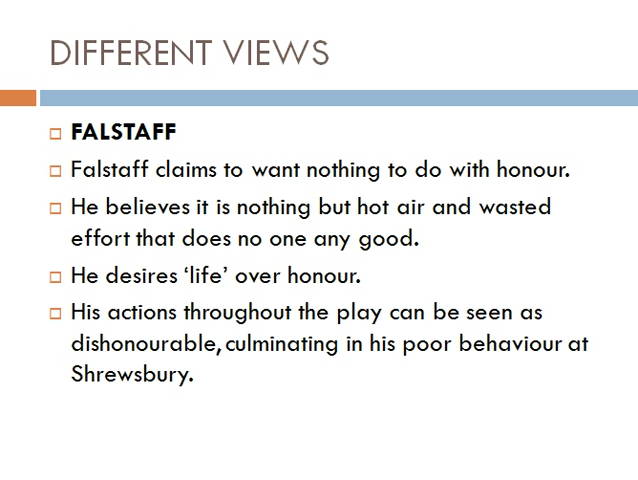 DIFFERENT VIEWS
FALSTAFF
Falstaff claims to want nothing to do with honour.
He believes it is nothing but hot air and wasted
effort that does no one any good.
He desires ‘life’ over honour.
His actions throughout the play can be seen as
dishonourable, culminating in his poor behaviour at
Shrewsbury.